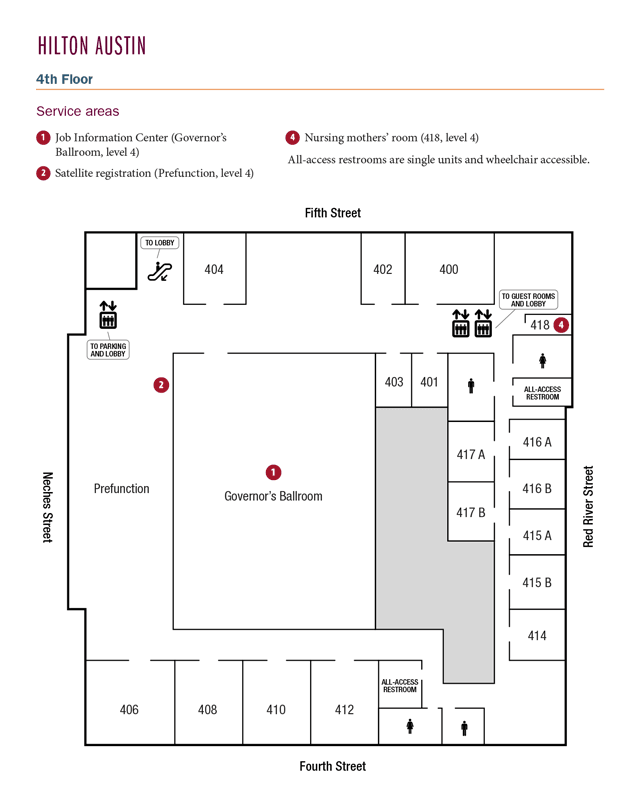 HILTON AUSTIN
4th Floor
Service areas
1 Job Information Center (Governor's
Ballroom, level 4)
2 Satellite registration (Prefunction, level 4)
4 Nursing mothers' room (418, level 4)
All-access restrooms are single units and wheelchair accessible.
Fifth Street
TO LOBBY
404
402
400
TO GUEST ROOMS
AND LOBBY
418 4
TO PARKING
AND LOBBY
2
403
401
ALL-ACCESS
RESTROOM
416 A
417 A
1
Governor's Ballroom
Prefunction
416 B
417 B
415 A
415 B
414
Neches Street
Red River Street
ALL-ACCESS
RESTROOM
406
408
410
412
Fourth Street